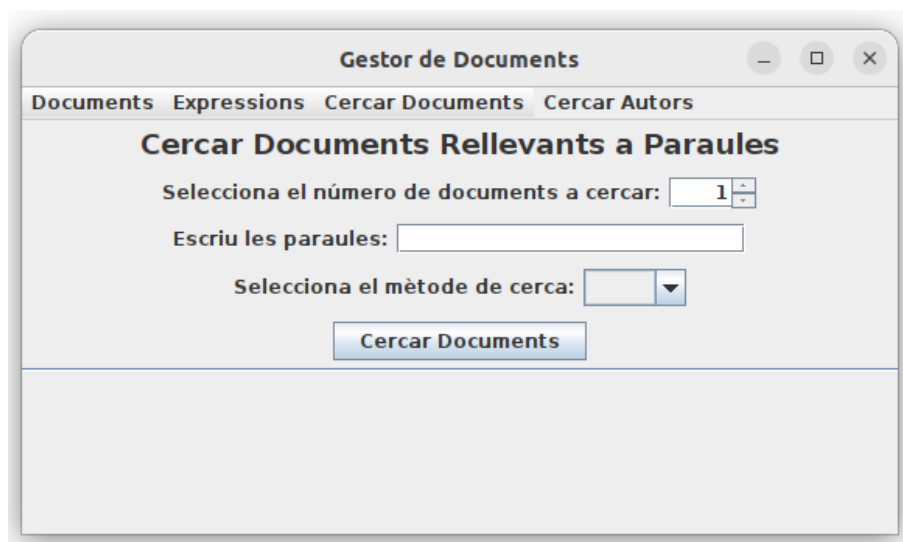 Gestor de Documents
Documents Expressions Cercar Documents Cercar Autors
Cercar Documents Rellevants a Paraules
Selecciona el número de documents a cercar: 1
Escriu les paraules:
Selecciona el mètode de cerca:
Cercar Documents